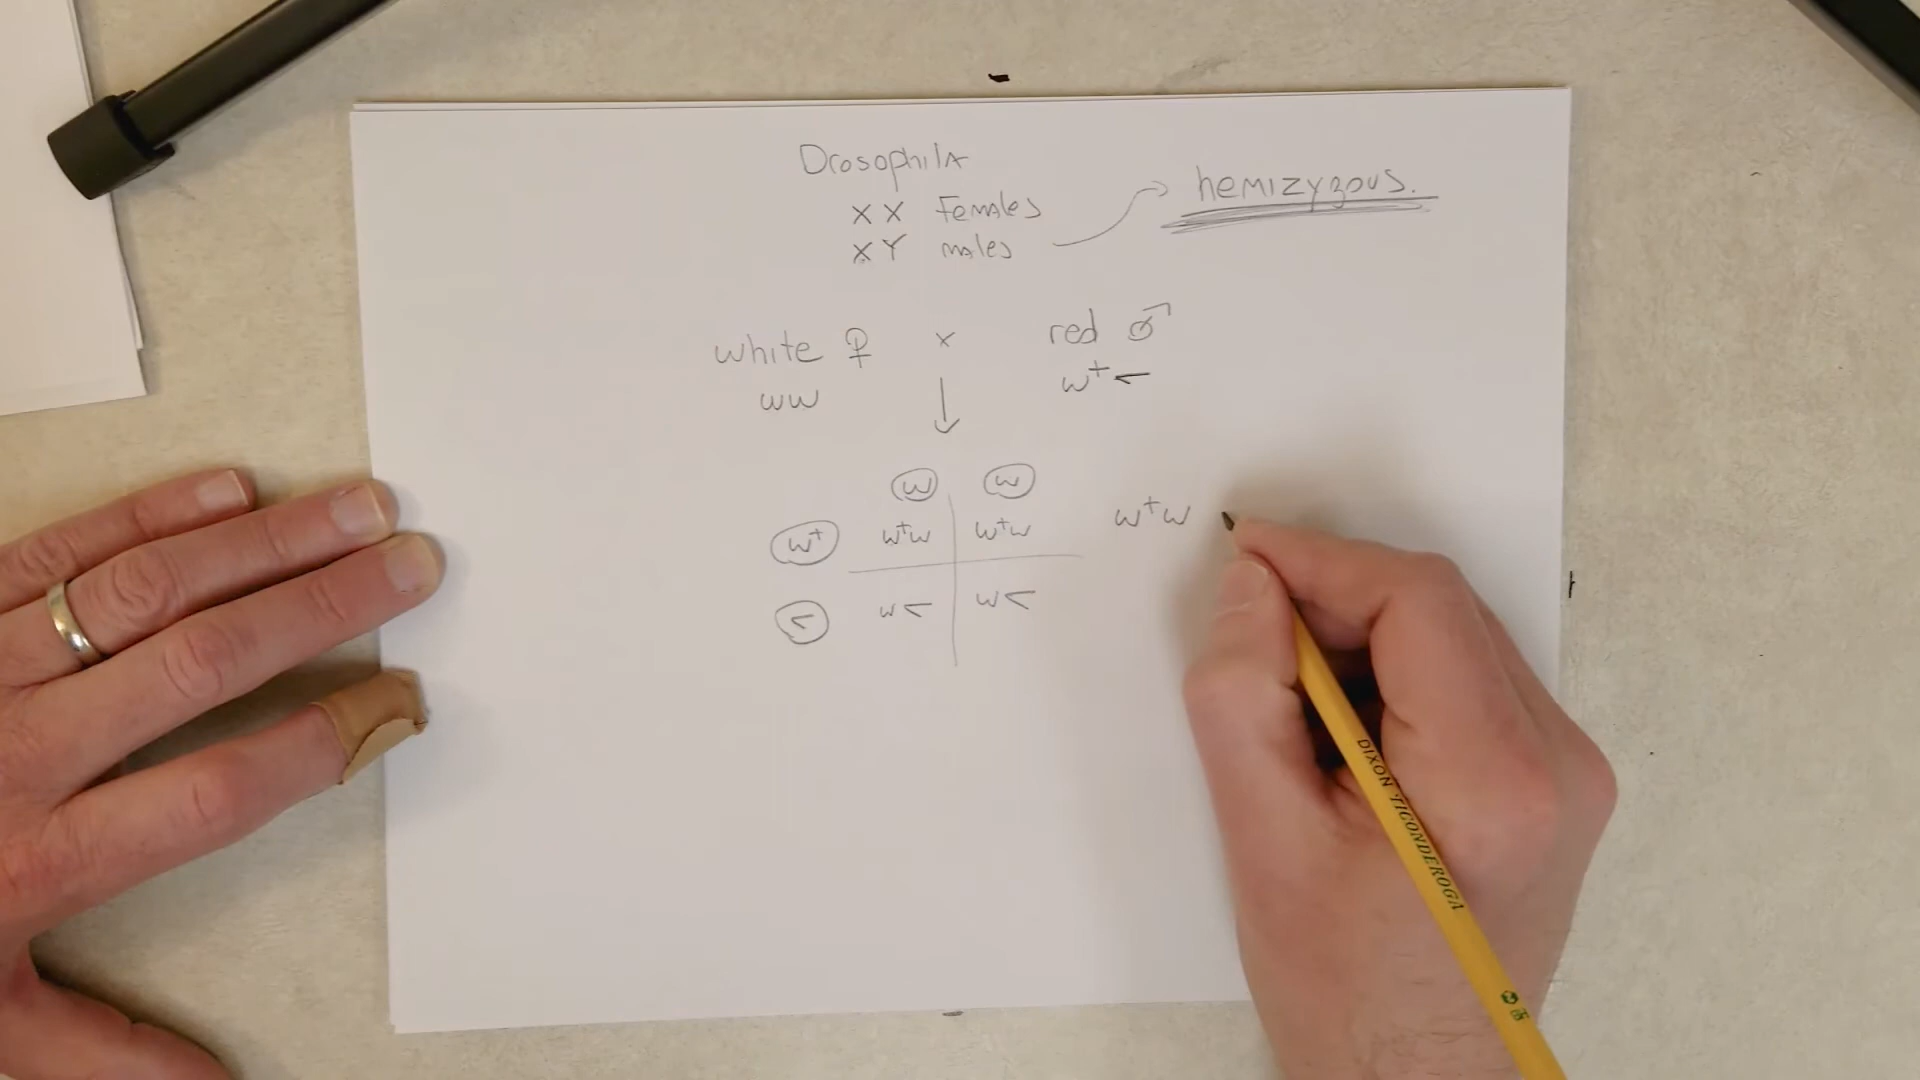 DrosophilA
XX Females
XY males
hemizygous.
white ♀ x red ♂
ww w⁺<
w w
w⁺ w⁺w w⁺w w⁺w
< w< w<
DIXON TICONDEROGA